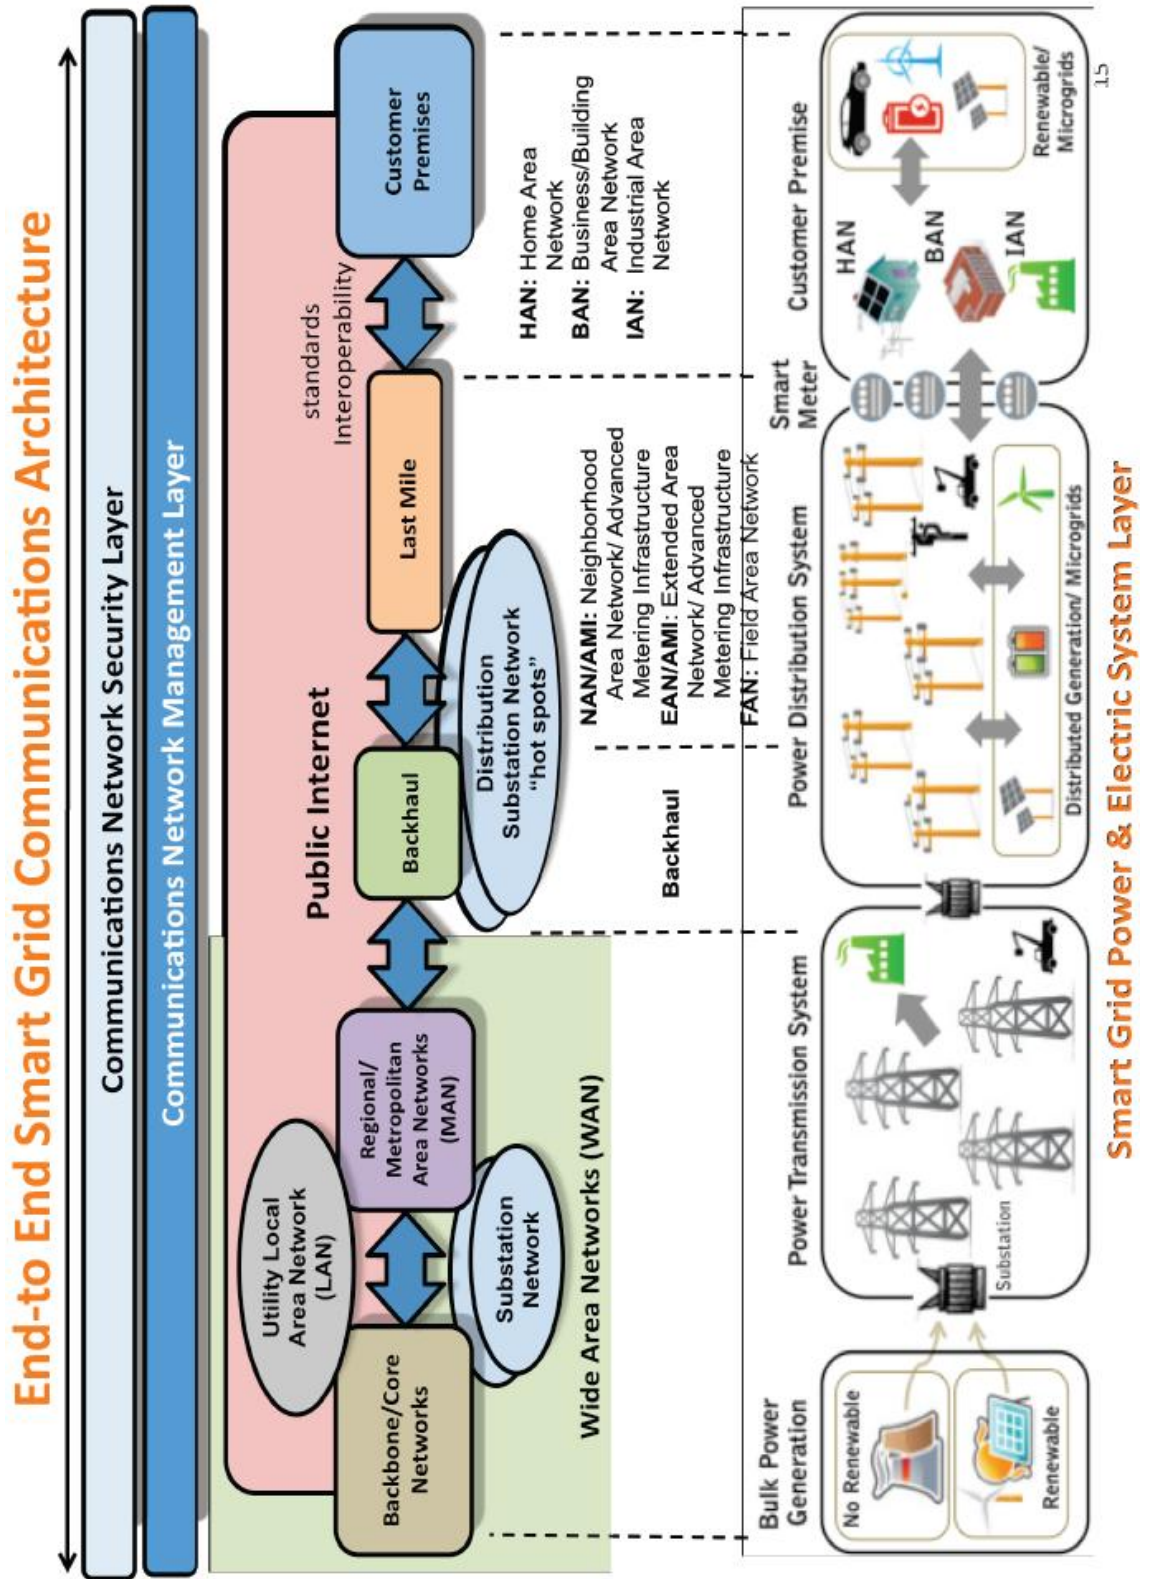 End-to End Smart Grid Communications Architecture
Communications Network Security Layer
Communications Network Management Layer
Public Internet
standards
Interoperability
Utility Local
Area Network
(LAN)
Backbone/Core
Networks
Regional/
Metropolitan
Area Networks
(MAN)
Backhaul
Last Mile
Customer
Premises
Substation
Network
Distribution
Substation Network
“hot spots”
Wide Area Networks (WAN)
Backhaul
NAN/AMI: Neighborhood
Area Network/ Advanced
Metering Infrastructure
EAN/AMI: Extended Area
Network/ Advanced
Metering Infrastructure
FAN: Field Area Network
HAN: Home Area
Network
BAN: Business/Building
Area Network
IAN: Industrial Area
Network
Bulk Power
Generation
No Renewable
Renewable
Power Transmission System
Substation
Power Distribution System
Distributed Generation/ Microgrids
Smart
Meter
Customer Premise
HAN
BAN
IAN
Renewable/
Microgrids
Smart Grid Power & Electric System Layer
15